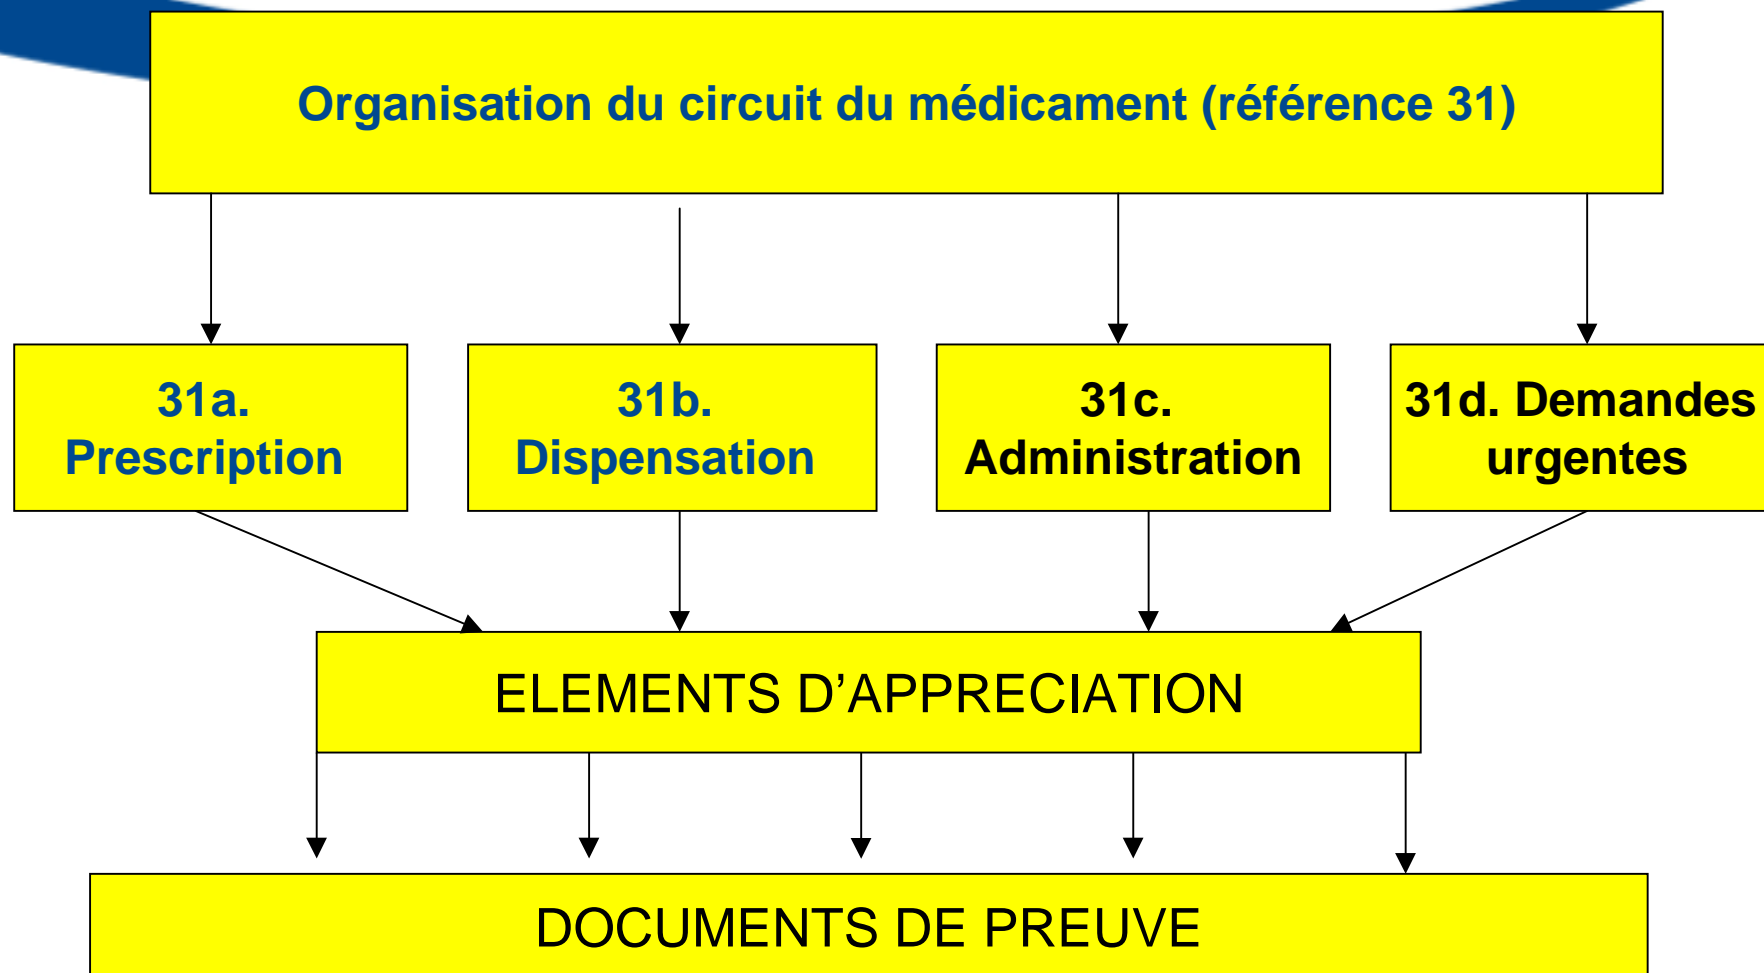 Organisation du circuit du médicament (référence 31)
31a.
Prescription
31b.
Dispensation
31c.
Administration
31d. Demandes
urgentes
ELEMENTS D’APPRECIATION
DOCUMENTS DE PREUVE